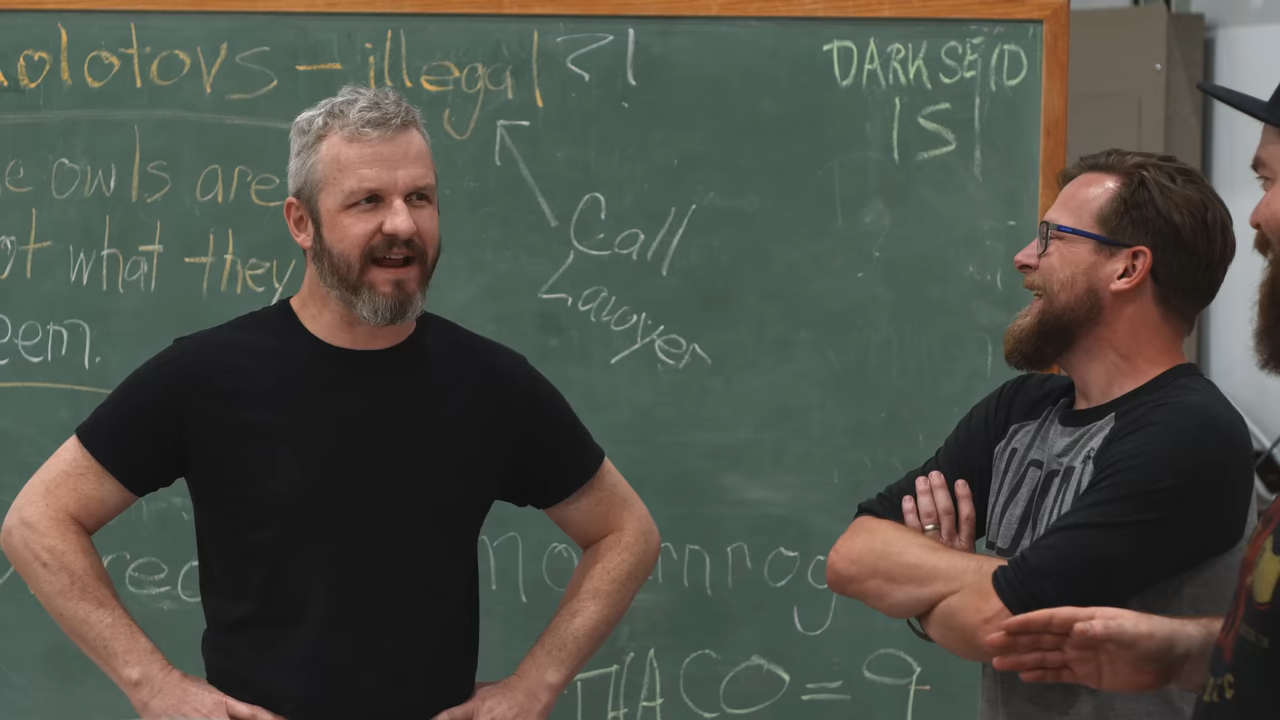 olotovs - illegal ?!
DARKSEID
IS
e owls are
ot what they
eem.
Call
Lawyer
THACO = 9